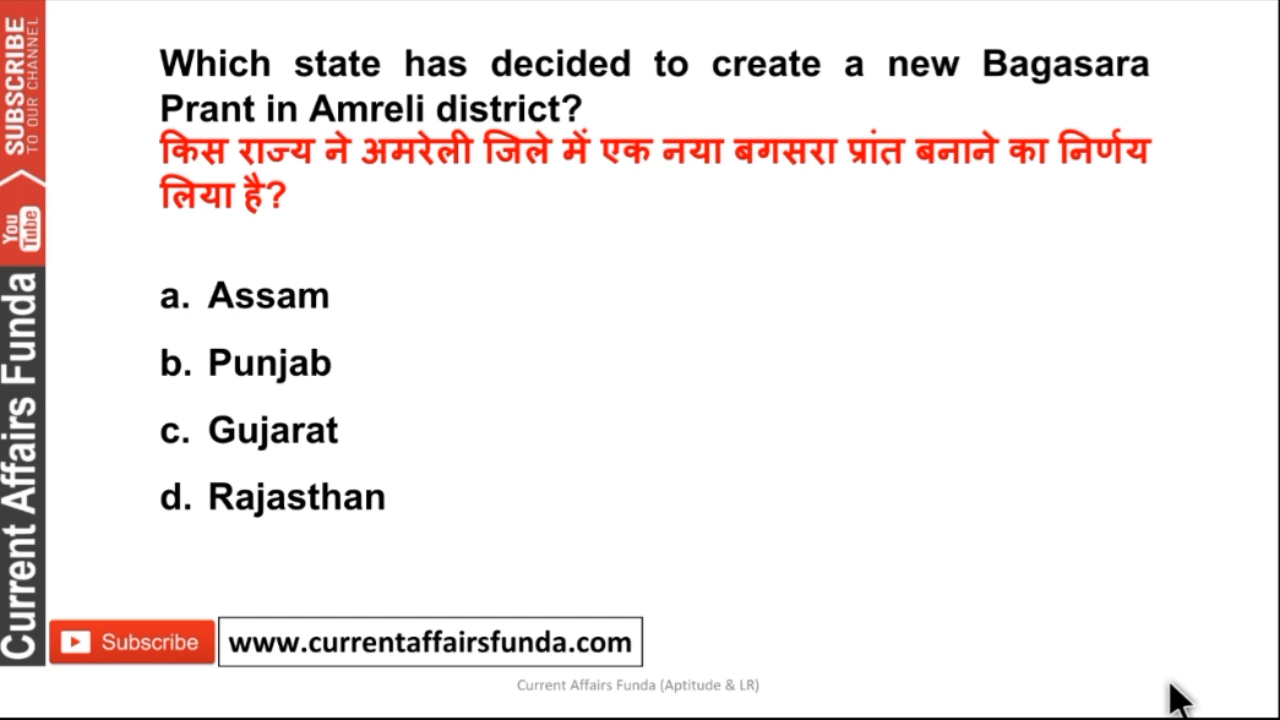 Which state has decided to create a new Bagasara
Prant in Amreli district?
किस राज्य ने अमरेली जिले में एक नया बगसरा प्रांत बनाने का निर्णय
लिया है?
a. Assam
b. Punjab
c. Gujarat
d. Rajasthan
SUBSCRIBE
TO OUR CHANNEL
You
Tube
Current Affairs Funda
Subscribe
www.currentaffairsfunda.com
Current Affairs Funda (Aptitude & LR)